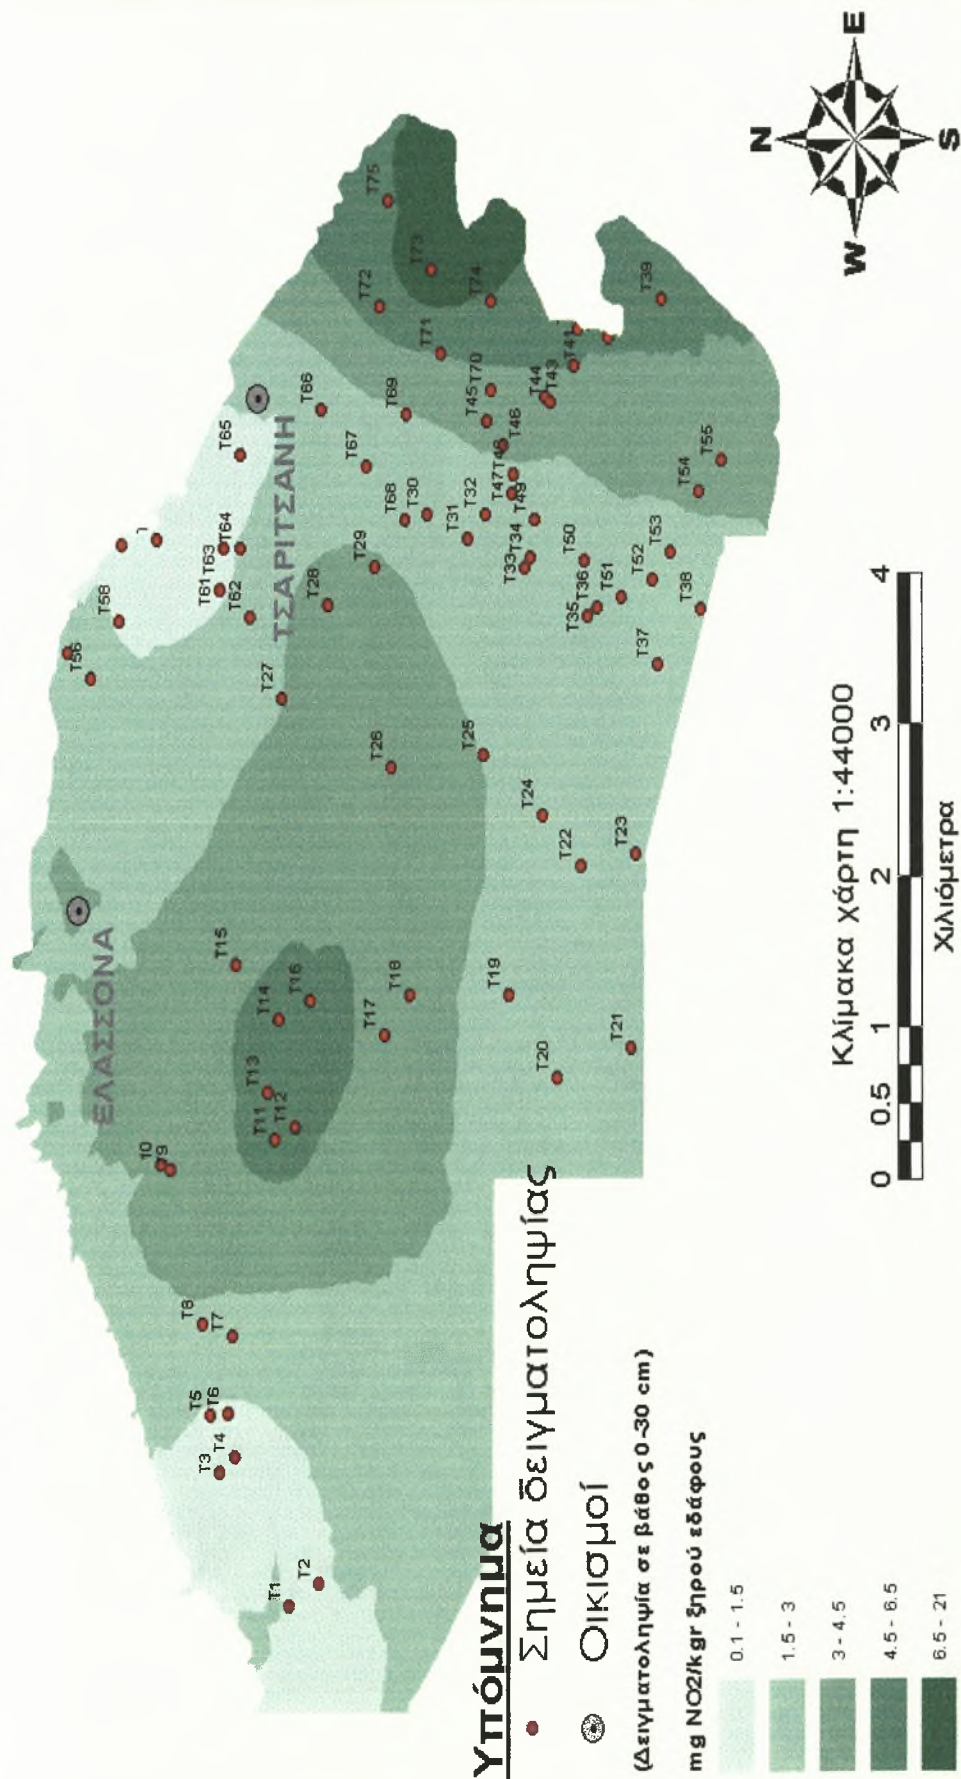 N
E
S
W
ΕΛΑΣΣΟΝΑ
ΤΣΑΡΙΤΣΑΝΗ
T1
T2
T3
T4
T5
T6
T7
T8
T9
10
T11
T12
T13
T14
T15
T16
T17
T18
T19
T20
T21
T22
T23
T24
T25
T26
T27
T28
T29
T30
T31
T32
T33
T34
T35
T36
T37
T38
T39
T41
T43
T44
T45
T46
T47
T48
T49
T50
T51
T52
T53
T54
T55
T56
T58
T61
T62
T63
T64
T65
T66
T67
T68
T69
T70
T71
T72
T73
T74
T75
Υπόμνημα
Σημεία δειγματοληψίας
Οικισμοί
(Δειγματοληψία σε βάθος 0-30 cm)
mg NO2/kgr ξηρού εδάφους
0.1 - 1.5
1.5 - 3
3 - 4.5
4.5 - 6.5
6.5 - 21
Κλίμακα χάρτη 1:44000
0 0.5 1 2 3 4
Χιλιόμετρα